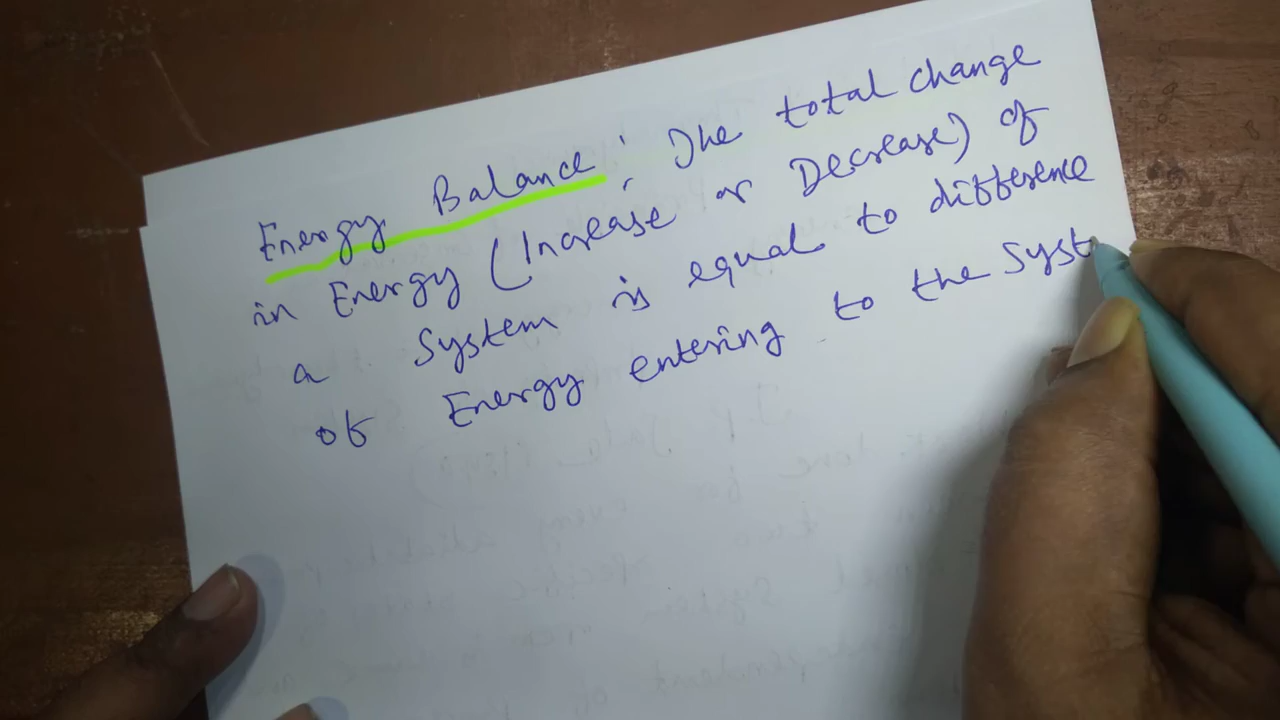 Energy Balance : The total change
in Energy (Increase or Decrease) of
a System is equal to difference
of Energy entering to the Syst